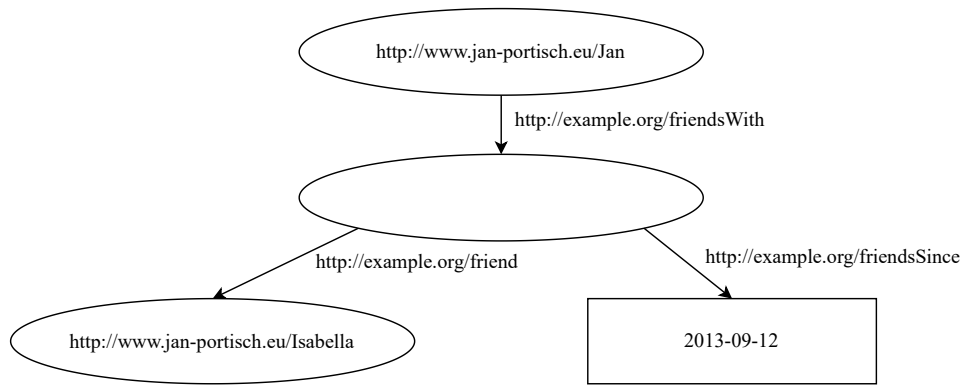 http://www.jan-portisch.eu/Jan
http://example.org/friendsWith
http://example.org/friend
http://example.org/friendsSince
http://www.jan-portisch.eu/Isabella
2013-09-12